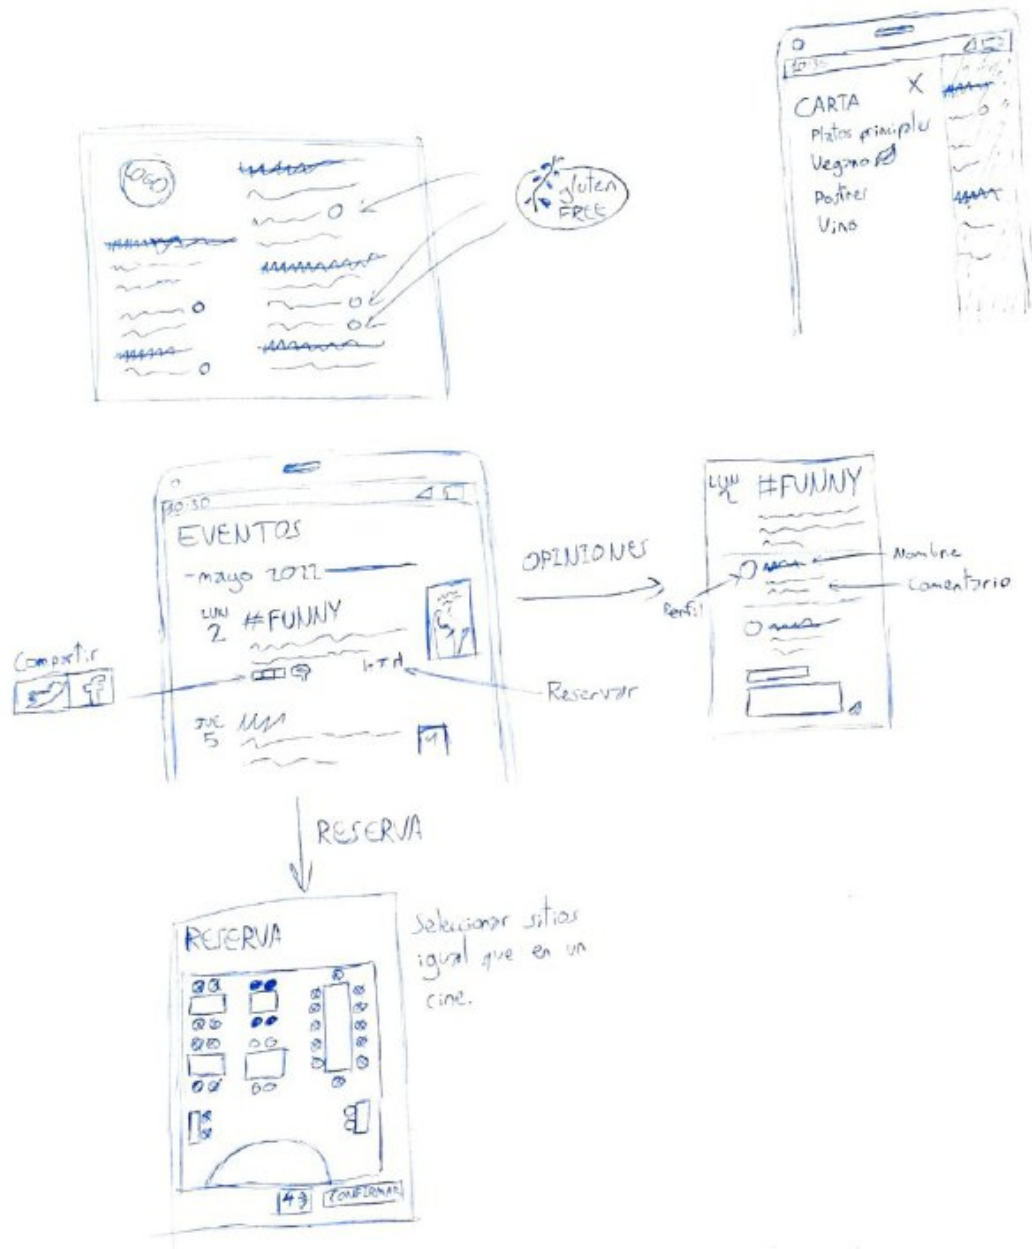 LOGO
gluten
FREE
10:30
CARTA
X
Platos principales
Vegano
Postres
Vino
10:30
EVENTOS
- mayo 2022
LUN
2
#FUNNY
Compartir
f
Reservar
JUE
5
OPINIONES
LUN
2
#FUNNY
Nombre
Comentario
Perfil
RESERVA
RESERVA
Seleccionar sitios
igual que en un
cine.
4
CONFIRMAR